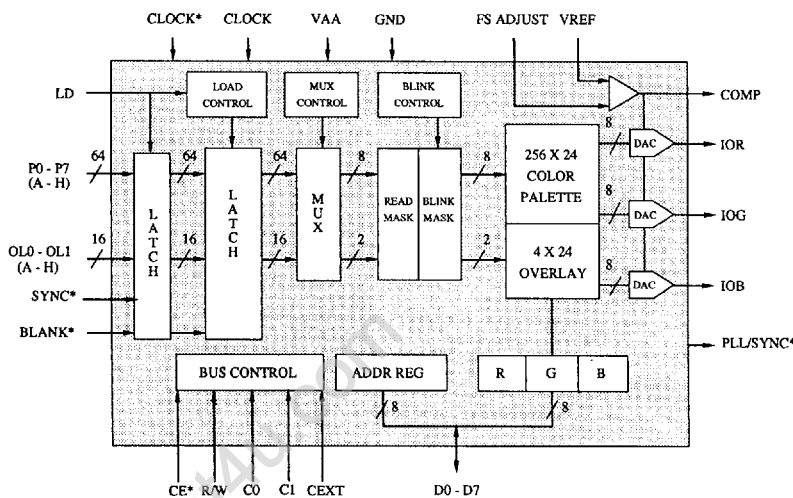 CLOCK* CLOCK VAA GND FS ADJUST VREF
LD
LOAD CONTROL
MUX CONTROL
BLINK CONTROL
COMP
P0 - P7
(A - H)
64
LATCH
64
LATCH
64
MUX
8
READ MASK
BLINK MASK
8
256 X 24
COLOR
PALETTE
8
DAC
IOR
8
DAC
IOG
OL0 - OL1
(A - H)
16
16
16
2
2
4 X 24
OVERLAY
8
DAC
IOB
SYNC*
BLANK*
PLL/SYNC*
BUS CONTROL
ADDR REG
R G B
8
8
CE* R/W C0 C1 CEXT D0 - D7
t4u.com